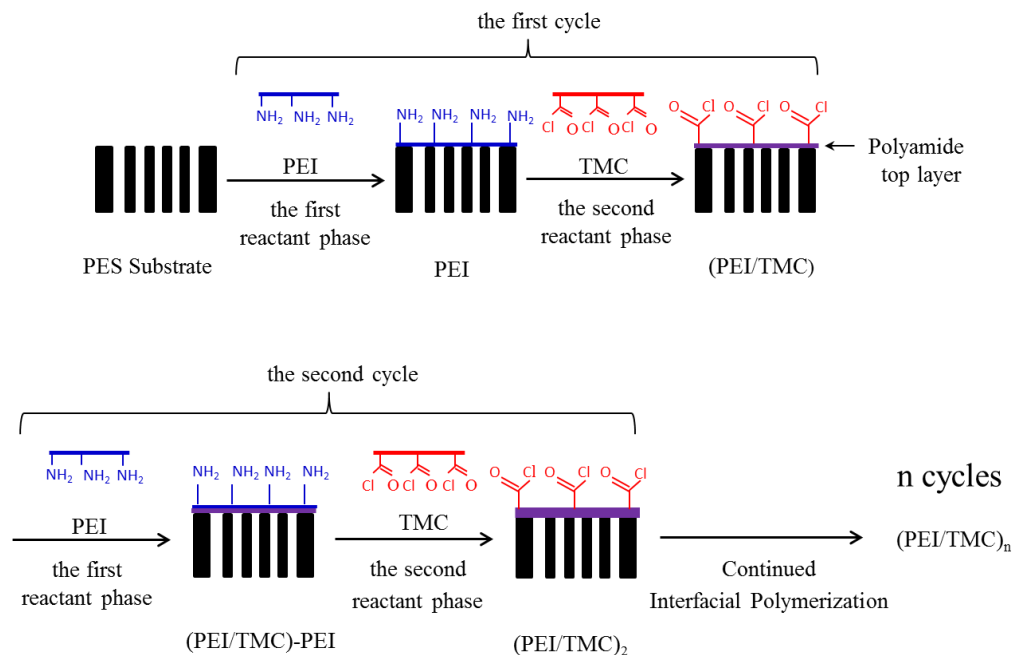 the first cycle
NH₂ NH₂ NH₂
NH₂ NH₂ NH₂ NH₂
Cl O Cl O Cl O
O Cl O Cl O Cl
PEI
the first
reactant phase
TMC
the second
reactant phase
Polyamide
top layer
PES Substrate
PEI
(PEI/TMC)
the second cycle
NH₂ NH₂ NH₂
NH₂ NH₂ NH₂ NH₂
Cl O Cl O Cl O
O Cl O Cl O Cl
n cycles
PEI
the first
reactant phase
TMC
the second
reactant phase
Continued
Interfacial Polymerization
(PEI/TMC)ₙ
(PEI/TMC)-PEI
(PEI/TMC)₂